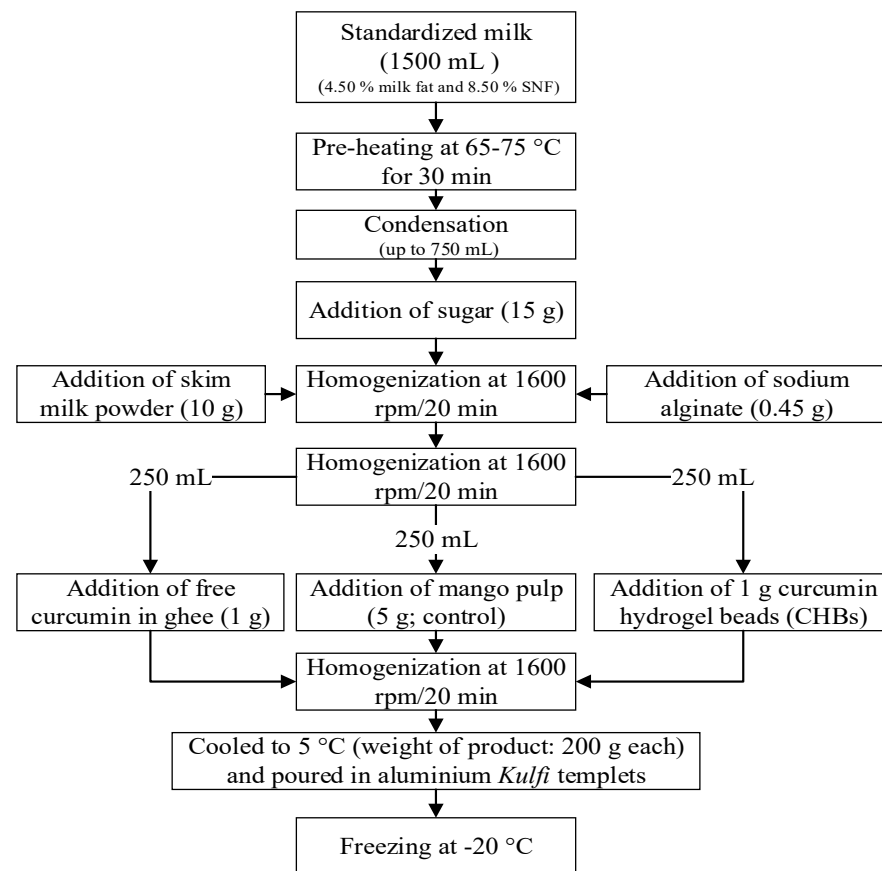 Standardized milk
(1500 mL )
(4.50 % milk fat and 8.50 % SNF)
Pre-heating at 65-75 °C
for 30 min
Condensation
(up to 750 mL)
Addition of sugar (15 g)
Addition of skim
milk powder (10 g)
Homogenization at 1600
rpm/20 min
Addition of sodium
alginate (0.45 g)
Homogenization at 1600
rpm/20 min
250 mL
250 mL
250 mL
Addition of free
curcumin in ghee (1 g)
Addition of mango pulp
(5 g; control)
Addition of 1 g curcumin
hydrogel beads (CHBs)
Homogenization at 1600
rpm/20 min
Cooled to 5 °C (weight of product: 200 g each)
and poured in aluminium Kulfi templets
Freezing at -20 °C